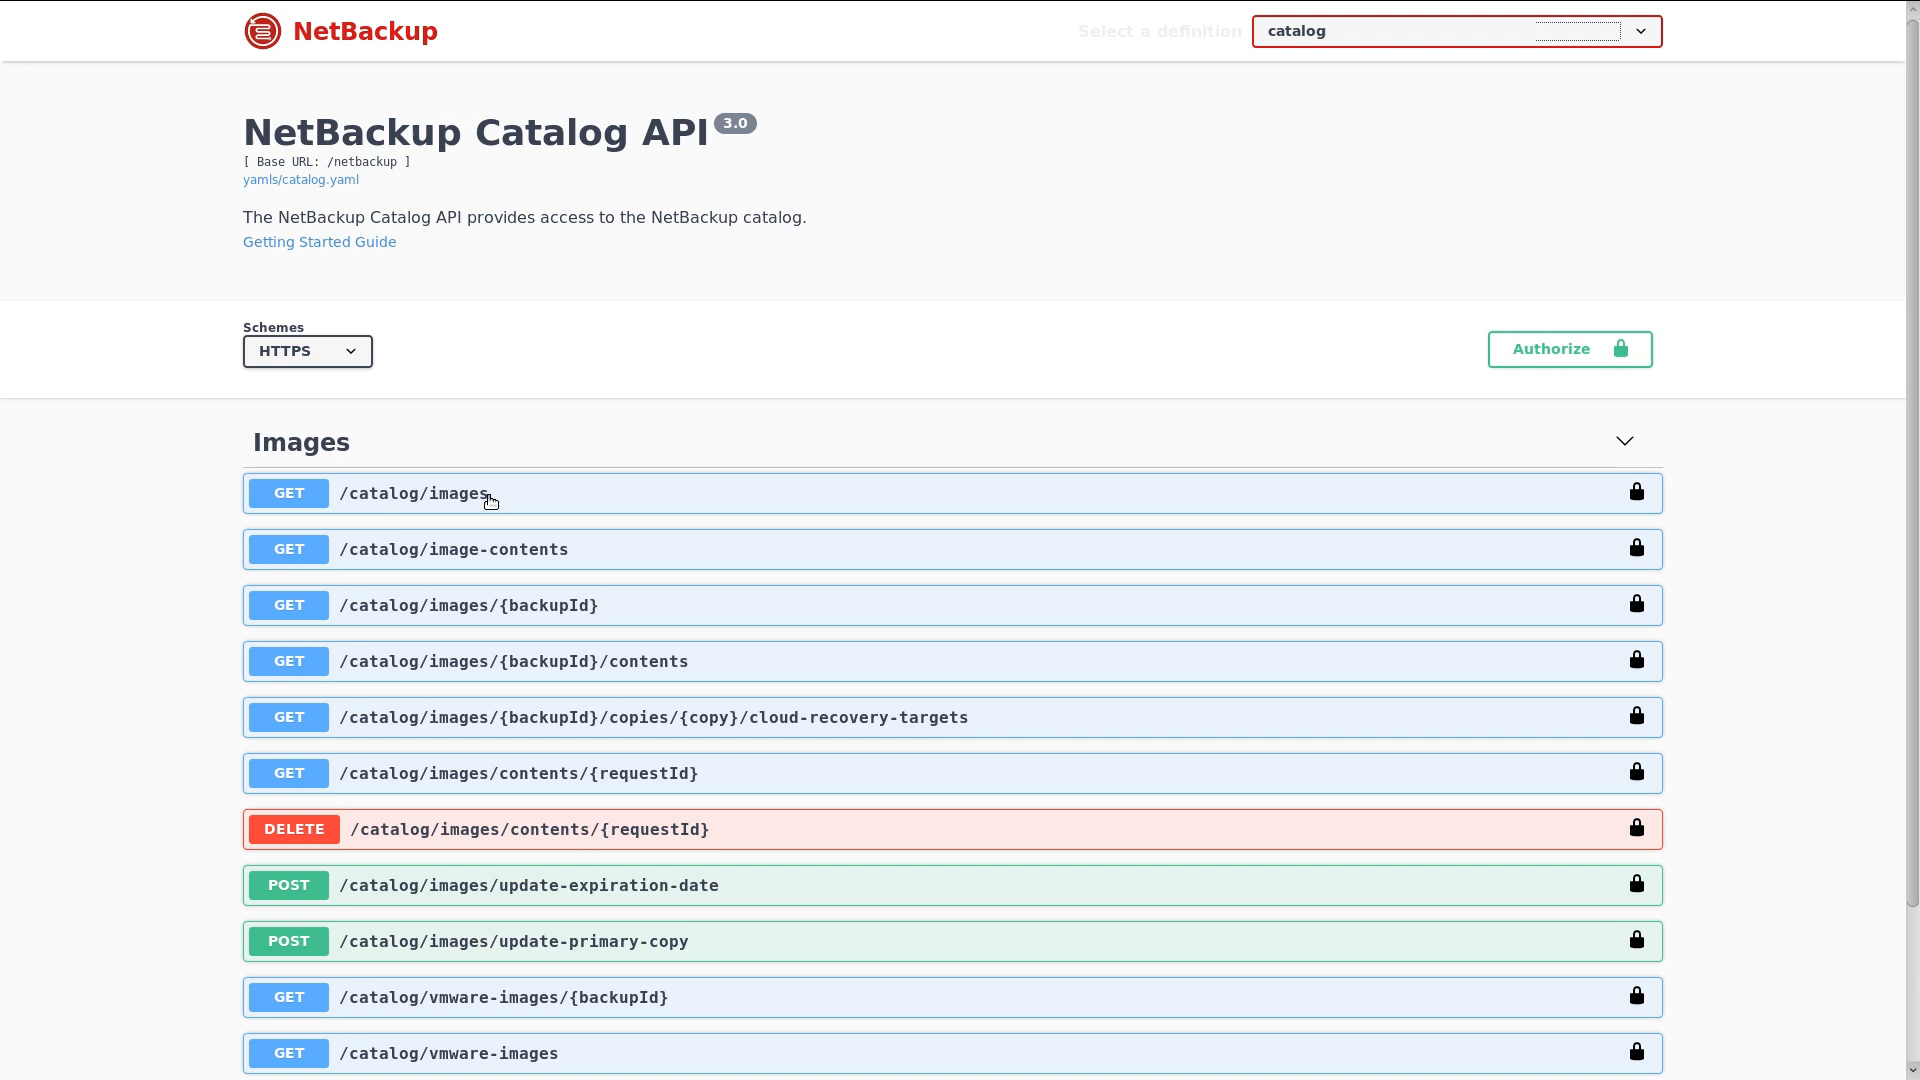 NetBackup
Select a definition
catalog
NetBackup Catalog API 3.0
[ Base URL: /netbackup ]
yamls/catalog.yaml
The NetBackup Catalog API provides access to the NetBackup catalog.
Getting Started Guide
Schemes
HTTPS
Authorize
Images
GET /catalog/images
GET /catalog/image-contents
GET /catalog/images/{backupId}
GET /catalog/images/{backupId}/contents
GET /catalog/images/{backupId}/copies/{copy}/cloud-recovery-targets
GET /catalog/images/contents/{requestId}
DELETE /catalog/images/contents/{requestId}
POST /catalog/images/update-expiration-date
POST /catalog/images/update-primary-copy
GET /catalog/vmware-images/{backupId}
GET /catalog/vmware-images